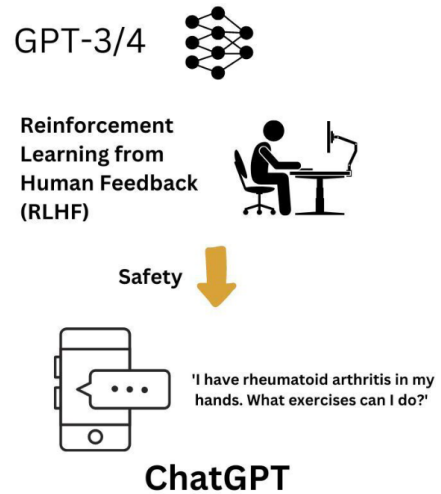 GPT-3/4
Reinforcement
Learning from
Human Feedback
(RLHF)
Safety
'I have rheumatoid arthritis in my
hands. What exercises can I do?'
ChatGPT